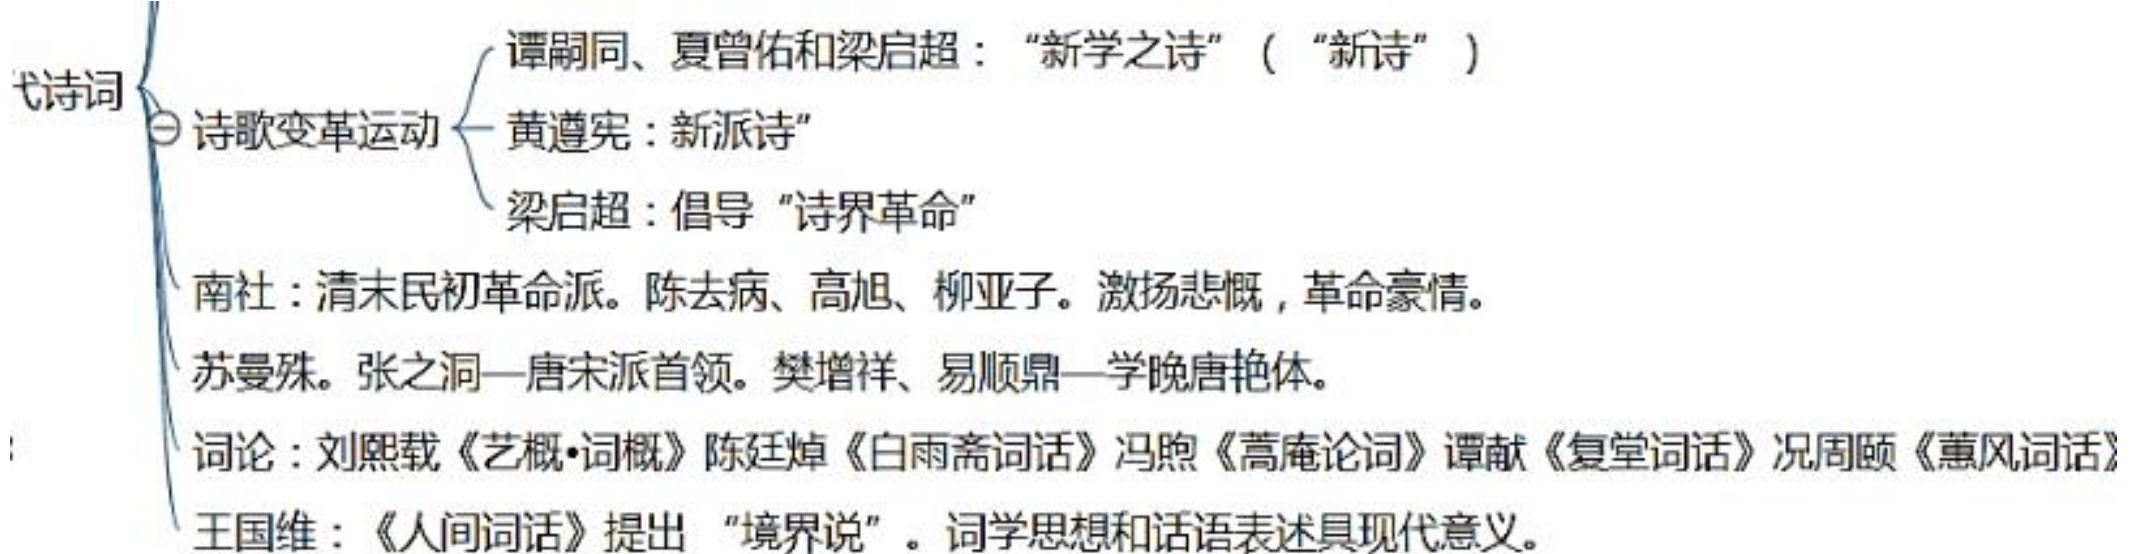 谭嗣同、夏曾佑和梁启超：“新学之诗”（“新诗”）
代诗词
诗歌变革运动
黄遵宪：新派诗”
梁启超：倡导“诗界革命”
南社：清末民初革命派。陈去病、高旭、柳亚子。激扬悲慨，革命豪情。
苏曼殊。张之洞—唐宋派首领。樊增祥、易顺鼎—学晚唐艳体。
词论：刘熙载《艺概•词概》陈廷焯《白雨斋词话》冯煦《蒿庵论词》谭献《复堂词话》况周颐《蕙风词话》
王国维：《人间词话》提出“境界说”。词学思想和话语表述具现代意义。